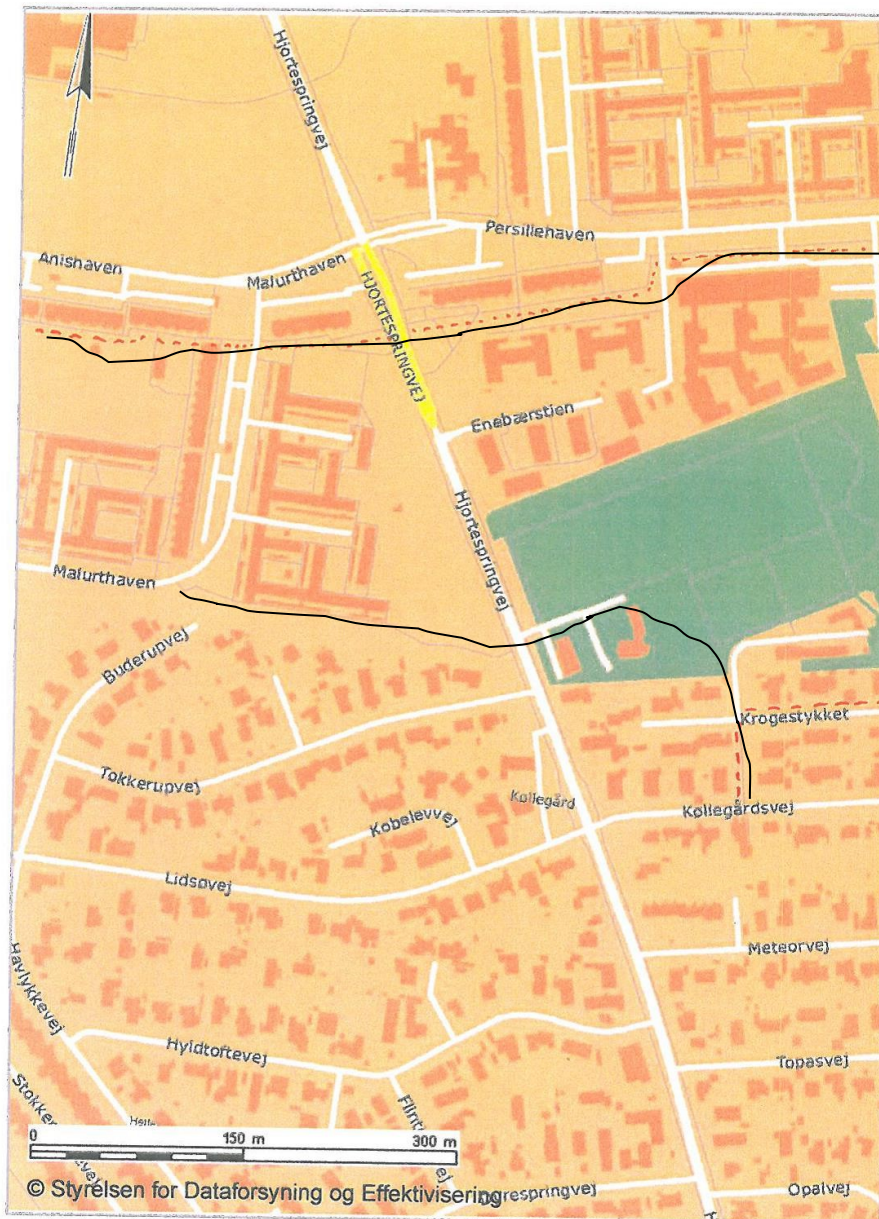 Hjortespringvej
Persillehaven
Anishaven
Malurthaven
HJORTESPRINGVEJ
Enebærstien
Hjortespringvej
Malurthaven
Buderupvej
Krogestykket
Tokkerupvej
Kollegård
Kollegårdsvej
Kobelevvej
Lidsøvej
Meteorvej
Havlykkevej
Hyldtoftevej
Topasvej
0 150 m 300 m
© Styrelsen for Dataforsyning og Effektivisering
Opalvej